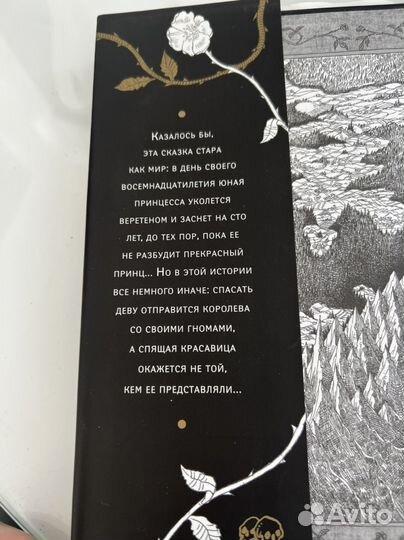 Казалось бы,
эта сказка стара
как мир: в день своего
восемнадцатилетия юная
принцесса уколется
веретеном и заснет на сто
лет, до тех пор, пока ее
не разбудит прекрасный
принц... Но в этой истории
все немного иначе: спасать
деву отправится королева
со своими гномами,
а спящая красавица
окажется не той,
кем ее представляли...
Avito